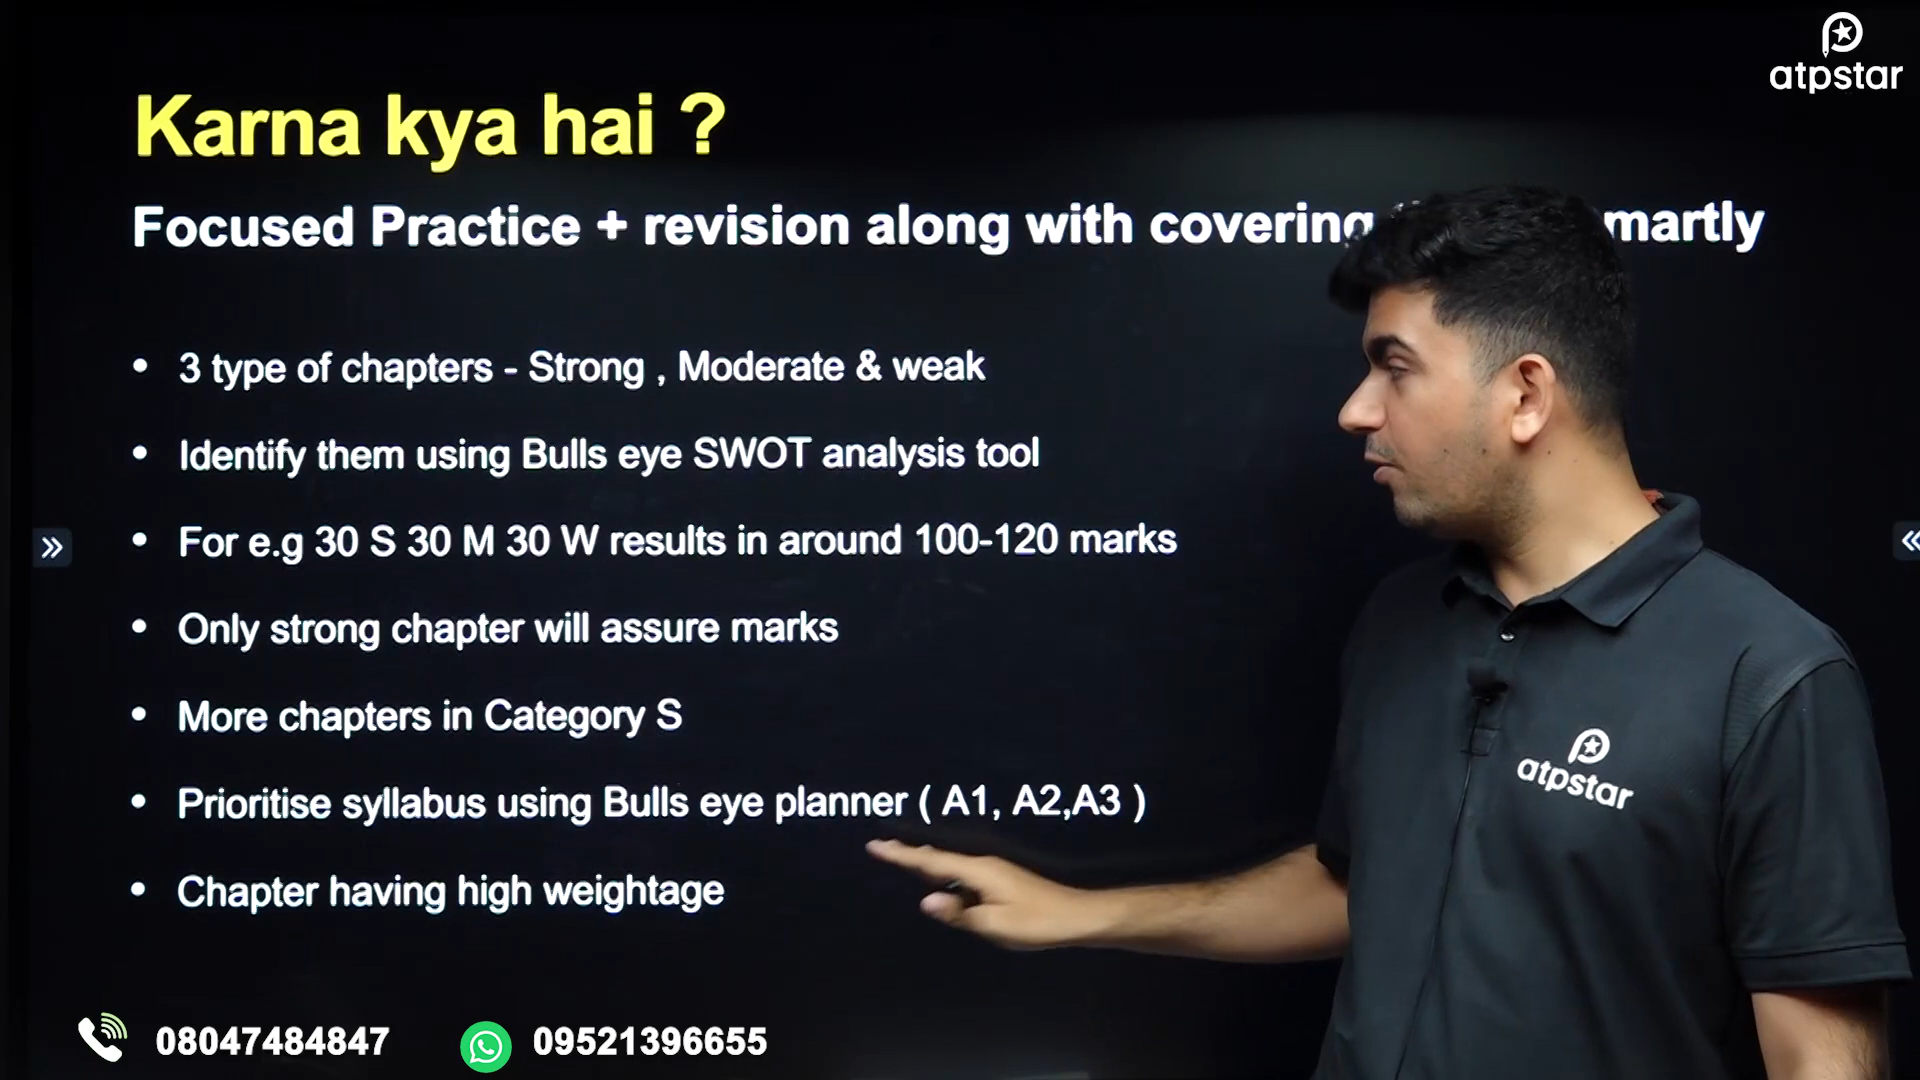 atpstar
Karna kya hai ?
Focused Practice + revision along with covering martly
• 3 type of chapters - Strong , Moderate & weak
• Identify them using Bulls eye SWOT analysis tool
• For e.g 30 S 30 M 30 W results in around 100-120 marks
• Only strong chapter will assure marks
• More chapters in Category S
• Prioritise syllabus using Bulls eye planner ( A1, A2,A3 )
• Chapter having high weightage
atpstar
08047484847 09521396655